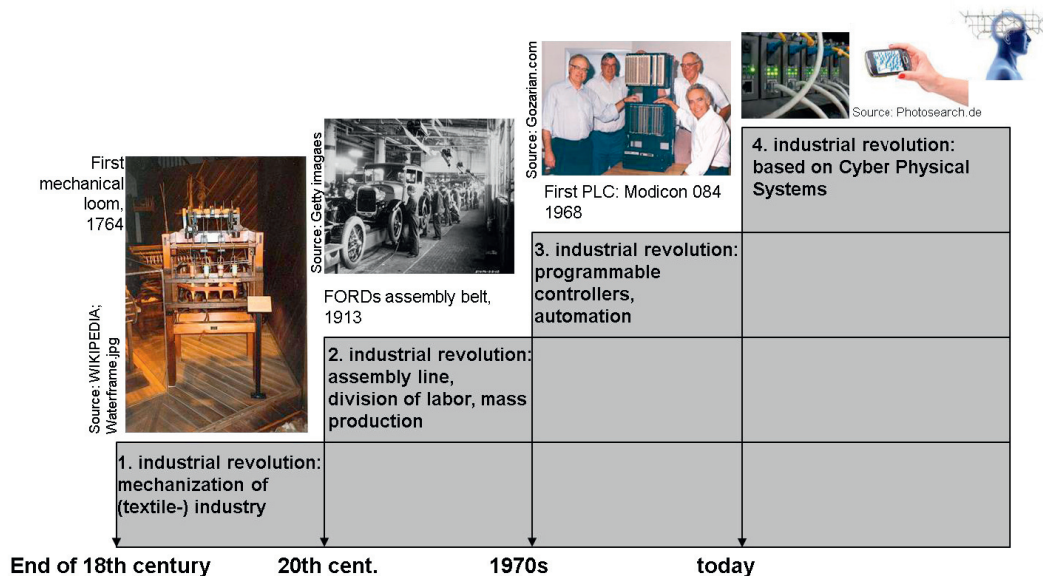 First
mechanical
loom,
1764
Source: WIKIPEDIA;
Waterframe.jpg
1. industrial revolution:
mechanization of
(textile-) industry
Source: Getty imagaes
FORDs assembly belt,
1913
2. industrial revolution:
assembly line,
division of labor, mass
production
Source: Gozarian.com
First PLC: Modicon 084
1968
3. industrial revolution:
programmable
controllers,
automation
Source: Photosearch.de
4. industrial revolution:
based on Cyber Physical
Systems
End of 18th century
20th cent.
1970s
today